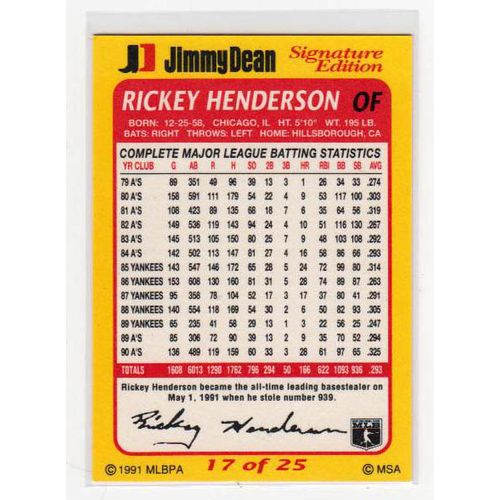 JD JimmyDean Signature Edition
RICKEY HENDERSON OF
BORN: 12-25-58, CHICAGO, IL HT. 5'10" WT. 195 LB.
BATS: RIGHT THROWS: LEFT HOME: HILLSBOROUGH, CA
COMPLETE MAJOR LEAGUE BATTING STATISTICS
YR CLUB G AB R H SO 2B 3B HR RBI BB SB AVG
79 A'S 89 351 49 96 39 13 3 1 26 34 33 .274
80 A'S 158 591 111 179 54 22 4 9 53 117 100 .303
81 A'S 108 423 89 135 68 18 7 6 35 64 56 .319
82 A'S 149 536 119 143 94 24 4 10 51 116 130 .267
83 A'S 145 513 105 150 80 25 7 9 48 103 108 .292
84 A'S 142 502 113 147 81 27 4 16 58 86 66 .293
85 YANKEES 143 547 146 172 65 28 5 24 72 99 80 .314
86 YANKEES 153 608 130 160 81 31 5 28 74 89 87 .263
87 YANKEES 95 358 78 104 52 17 3 17 37 80 41 .291
88 YANKEES 140 554 118 169 54 30 2 6 50 82 93 .305
89 YANKEES 65 235 41 58 29 13 1 3 22 56 25 .247
89 A'S 85 306 72 90 39 13 2 9 35 70 52 .294
90 A'S 136 489 119 159 60 33 3 28 61 97 65 .325
TOTALS 1608 6013 1290 1762 796 294 50 166 622 1093 936 .293
Rickey Henderson became the all-time leading basestealer on
May 1, 1991 when he stole number 939.
Rickey Henderson
MLB
17 of 25
© 1991 MLBPA
© MSA